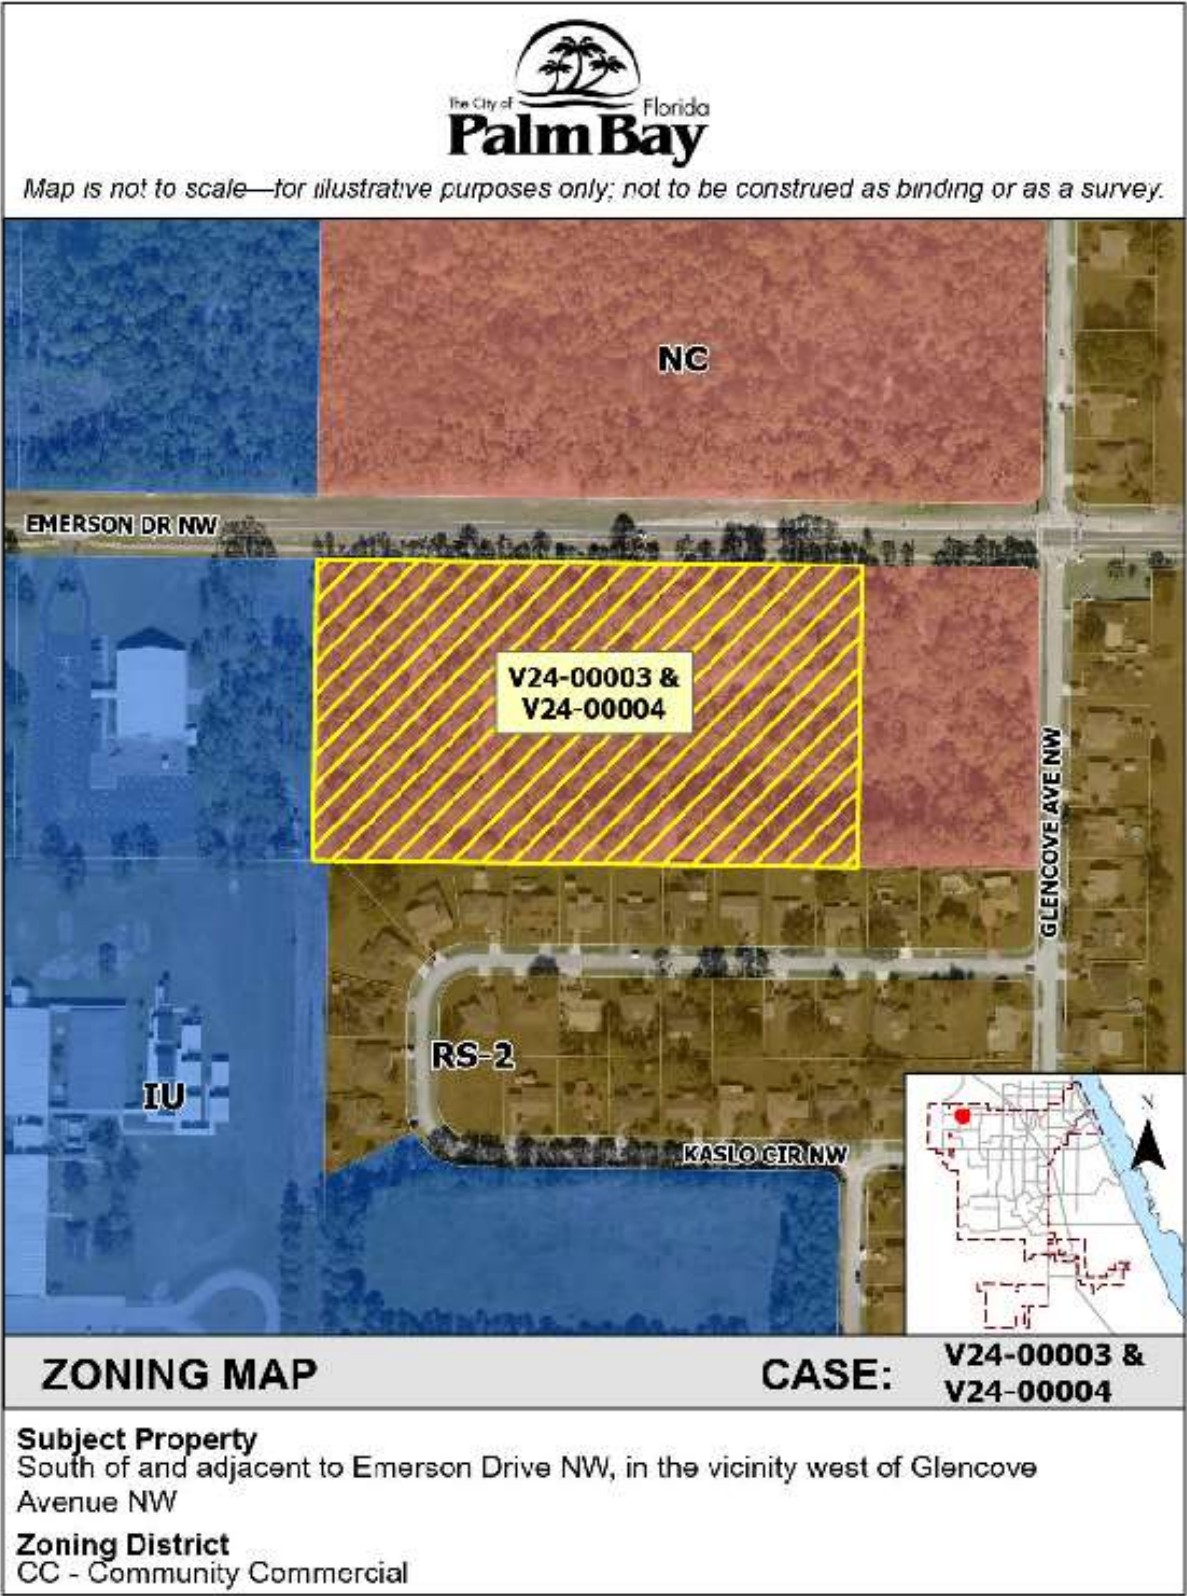 The City of Florida
Palm Bay
Map is not to scale—for illustrative purposes only; not to be construed as binding or as a survey.
NC
EMERSON DR NW
V24-00003 &
V24-00004
GLENCOVE AVE NW
RS-2
IU
KASLO CIR NW
N
ZONING MAP
CASE:
V24-00003 &
V24-00004
Subject Property
South of and adjacent to Emerson Drive NW, in the vicinity west of Glencove
Avenue NW
Zoning District
CC - Community Commercial